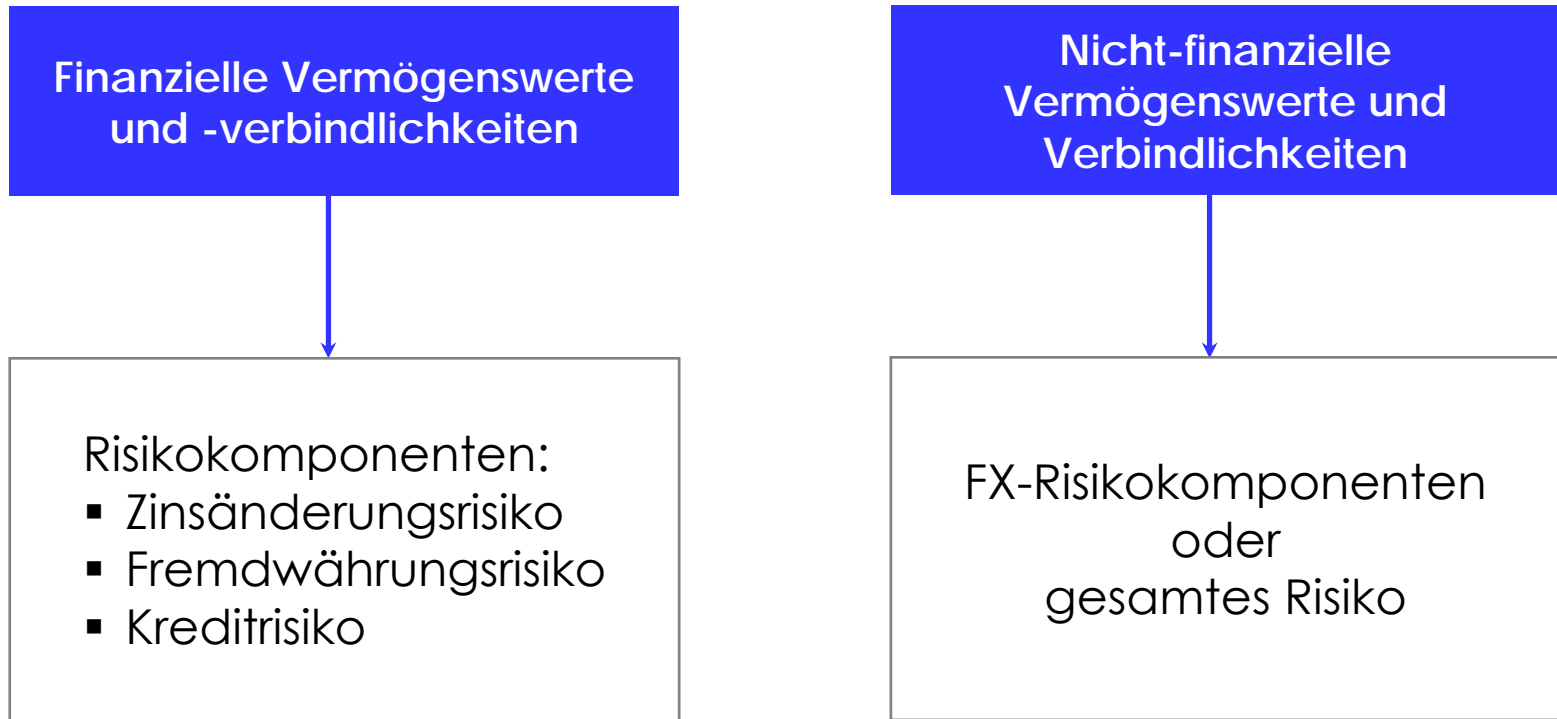 Finanzielle Vermögenswerte
und -verbindlichkeiten
Risikokomponenten:
▪ Zinsänderungsrisiko
▪ Fremdwährungsrisiko
▪ Kreditrisiko
Nicht-finanzielle
Vermögenswerte und
Verbindlichkeiten
FX-Risikokomponenten
oder
gesamtes Risiko